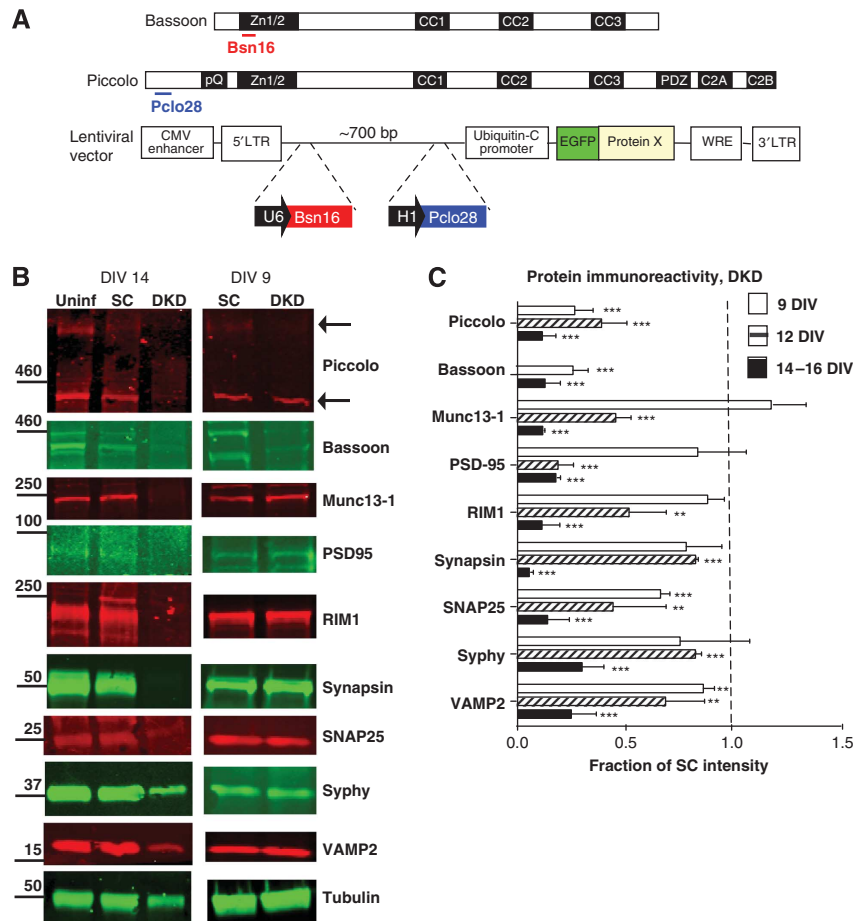 A
Bassoon Zn1/2 CC1 CC2 CC3
Bsn16
Piccolo pQ Zn1/2 CC1 CC2 CC3 PDZ C2A C2B
Pclo28
Lentiviral vector CMV enhancer 5′LTR ~700 bp Ubiquitin-C promoter EGFP Protein X WRE 3′LTR
U6 Bsn16 H1 Pclo28
B
DIV 14 DIV 9
Uninf SC DKD SC DKD
460 Piccolo
460 Bassoon
250 Munc13-1
100 PSD95
250 RIM1
50 Synapsin
25 SNAP25
37 Syphy
15 VAMP2
50 Tubulin
C
Protein immunoreactivity, DKD
9 DIV
12 DIV
14–16 DIV
Piccolo *** *** ***
Bassoon *** ***
Munc13-1 *** ***
PSD-95 *** ***
RIM1 ** ***
Synapsin *** ***
SNAP25 *** ** ***
Syphy *** ***
VAMP2 ** ** ***
0.0 0.5 1.0 1.5
Fraction of SC intensity